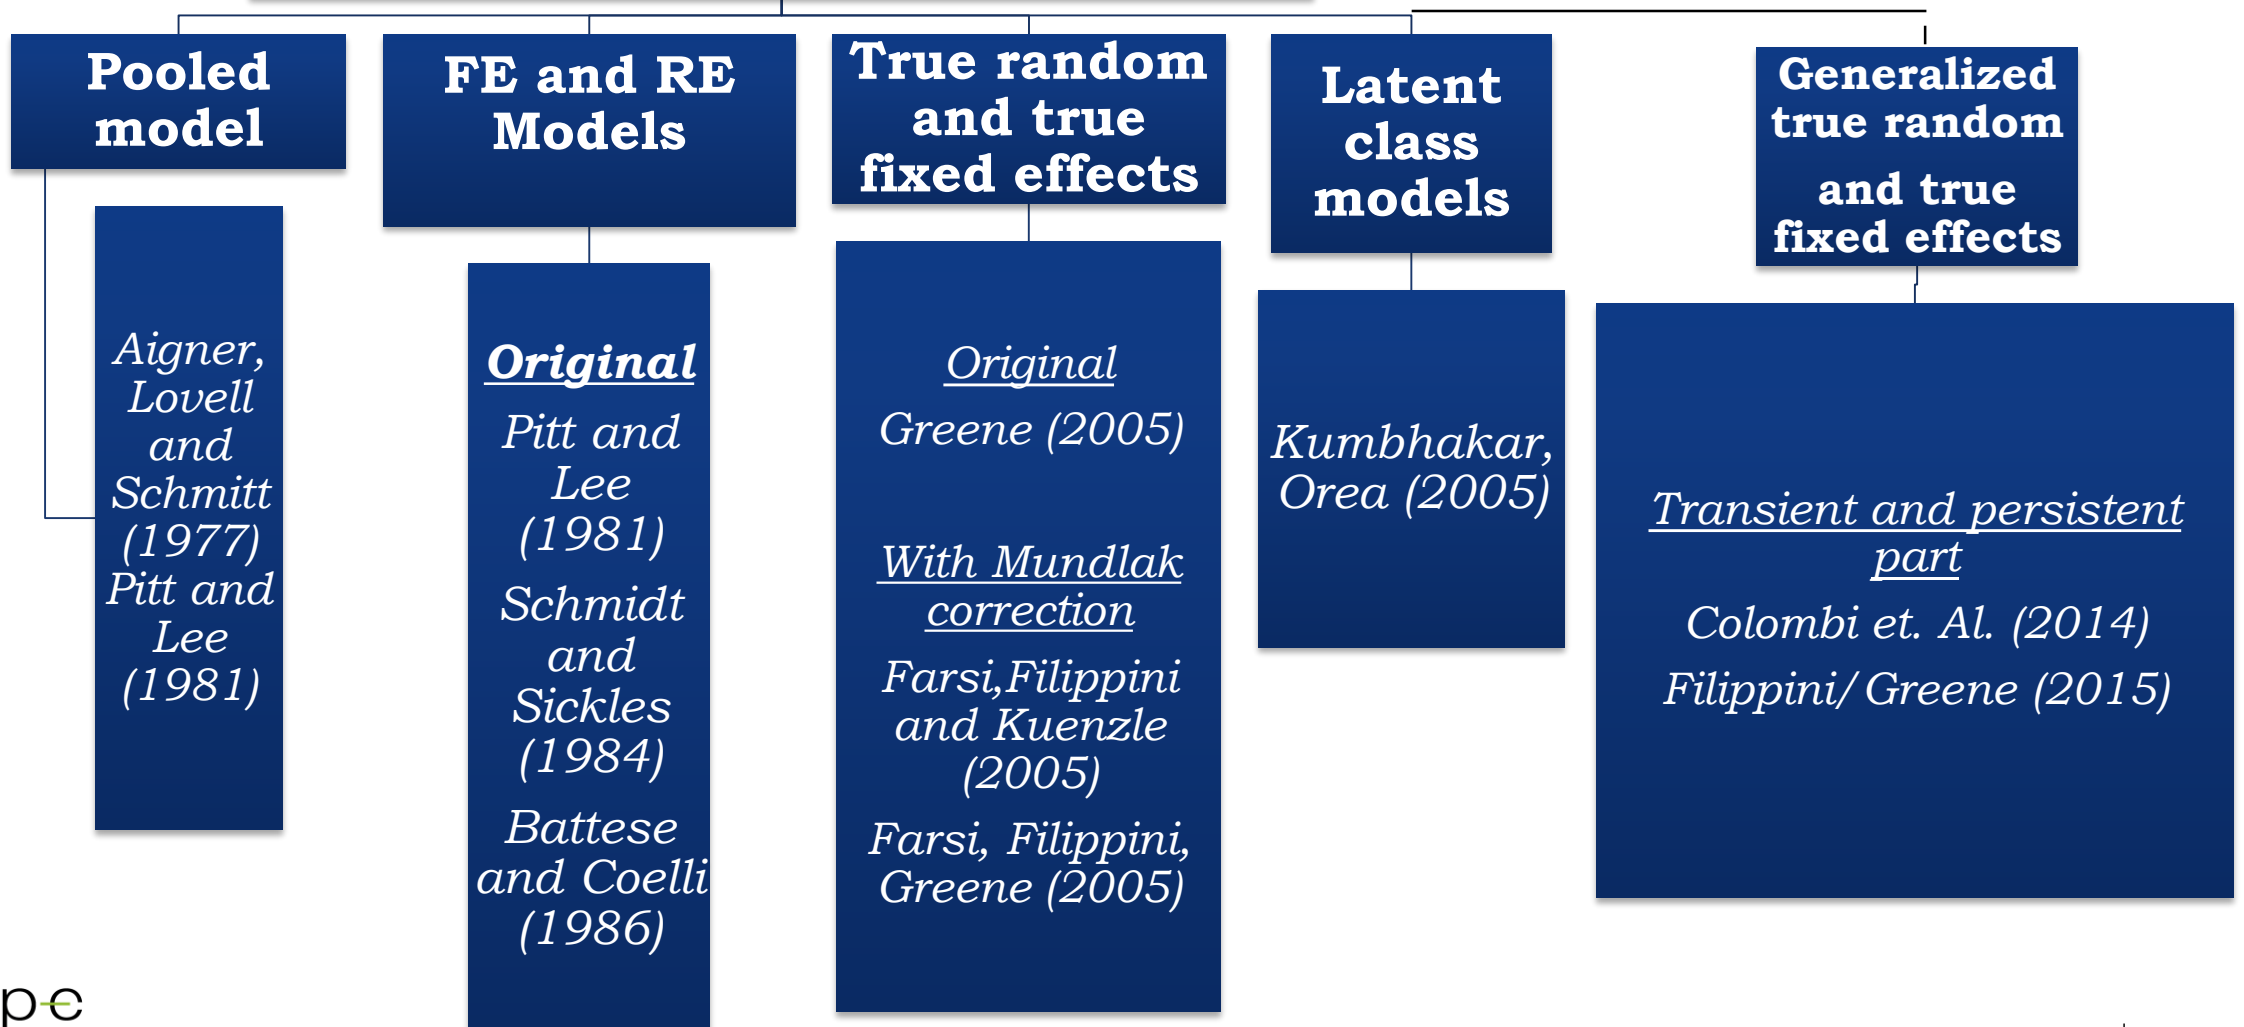 Pooled
model
Aigner,
Lovell
and
Schmitt
(1977)
Pitt and
Lee
(1981)
FE and RE
Models
Original
Pitt and
Lee
(1981)
Schmidt
and
Sickles
(1984)
Battese
and Coelli
(1986)
True random
and true
fixed effects
Original
Greene (2005)
With Mundlak
correction
Farsi,Filippini
and Kuenzle
(2005)
Farsi, Filippini,
Greene (2005)
Latent
class
models
Kumbhakar,
Orea (2005)
Generalized
true random
and true
fixed effects
Transient and persistent
part
Colombi et. Al. (2014)
Filippini/ Greene (2015)